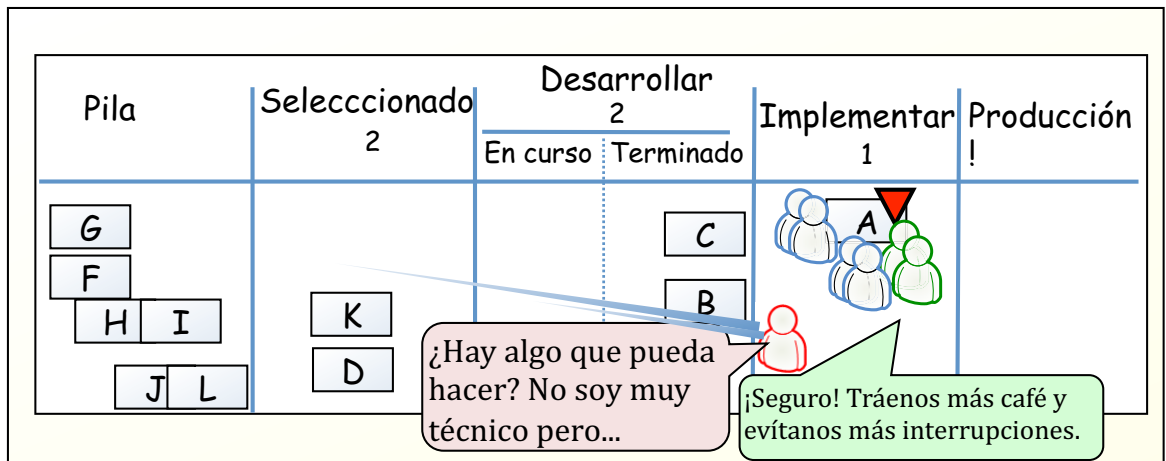 Pila
Selecccionado
2
Desarrollar
2
En curso
Terminado
Implementar
1
Producción
!
G
F
H
I
J
L
K
D
C
B
A
¿Hay algo que pueda
hacer? No soy muy
técnico pero...
¡Seguro! Tráenos más café y
evítanos más interrupciones.